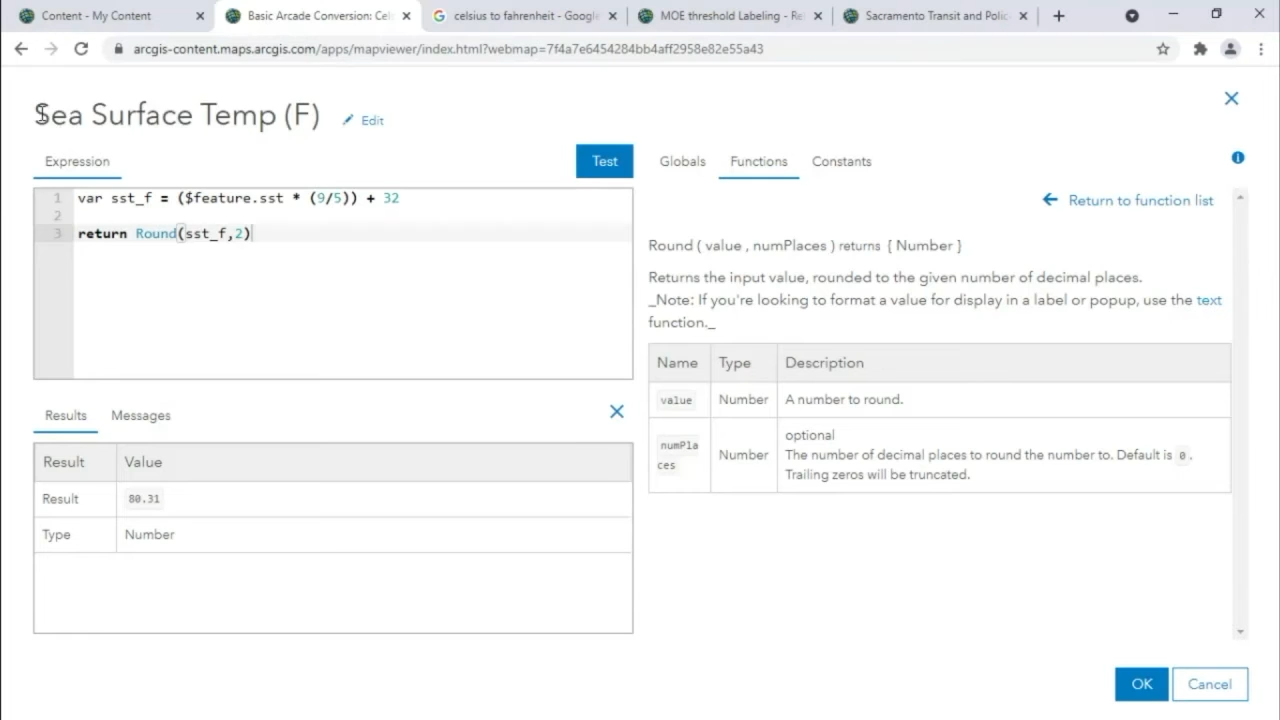 Content - My Content
Basic Arcade Conversion: Cel
celsius to fahrenheit - Google
MOE threshold Labeling - Re
Sacramento Transit and Polic
arcgis-content.maps.arcgis.com/apps/mapviewer/index.html?webmap=7f4a7e6454284bb4aff2958e82e55a43
Sea Surface Temp (F)
Edit
Expression
Test
Globals
Functions
Constants
1 var sst_f = ($feature.sst * (9/5)) + 32
2
3 return Round(sst_f,2)
Return to function list
Round ( value , numPlaces ) returns { Number }
Returns the input value, rounded to the given number of decimal places.
_Note: If you're looking to format a value for display in a label or popup, use the text
function._
Name Type Description
value Number A number to round.
numPla
ces
Number
optional
The number of decimal places to round the number to. Default is 0.
Trailing zeros will be truncated.
Results Messages
Result Value
Result 80.31
Type Number
OK
Cancel